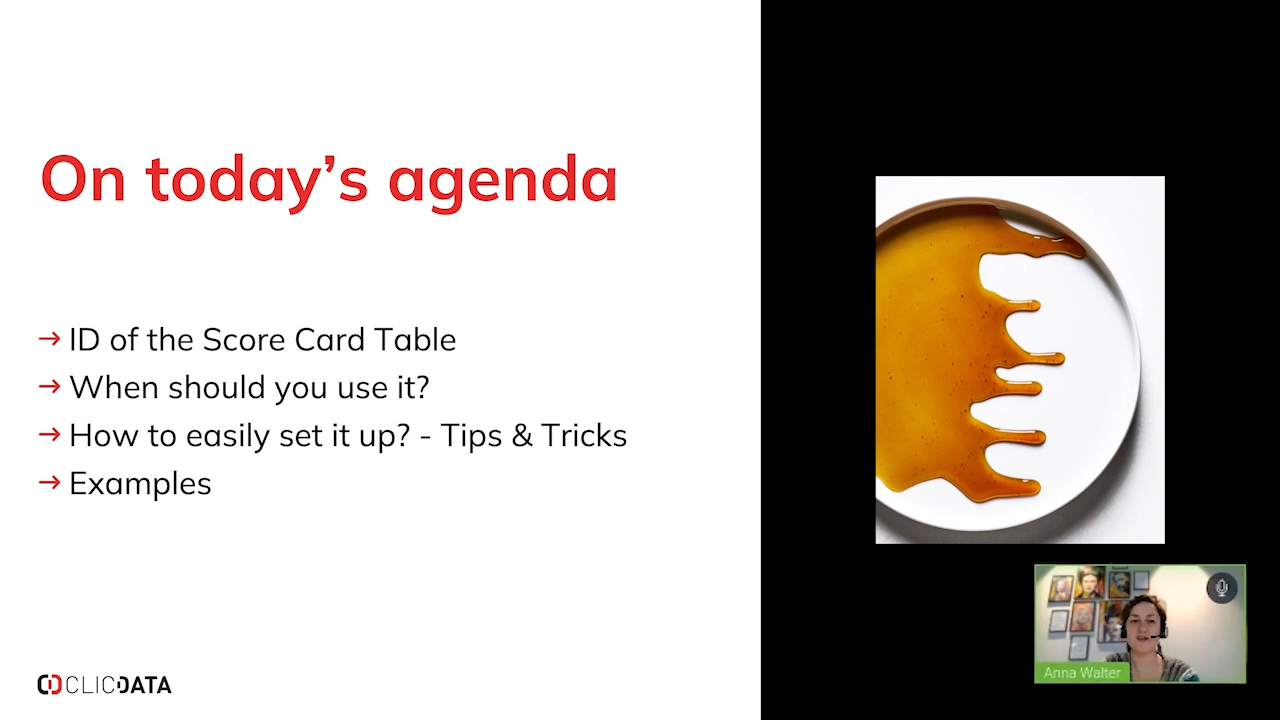 On today’s agenda
→ ID of the Score Card Table
→ When should you use it?
→ How to easily set it up? - Tips & Tricks
→ Examples
CLICDATA
Anna Walter